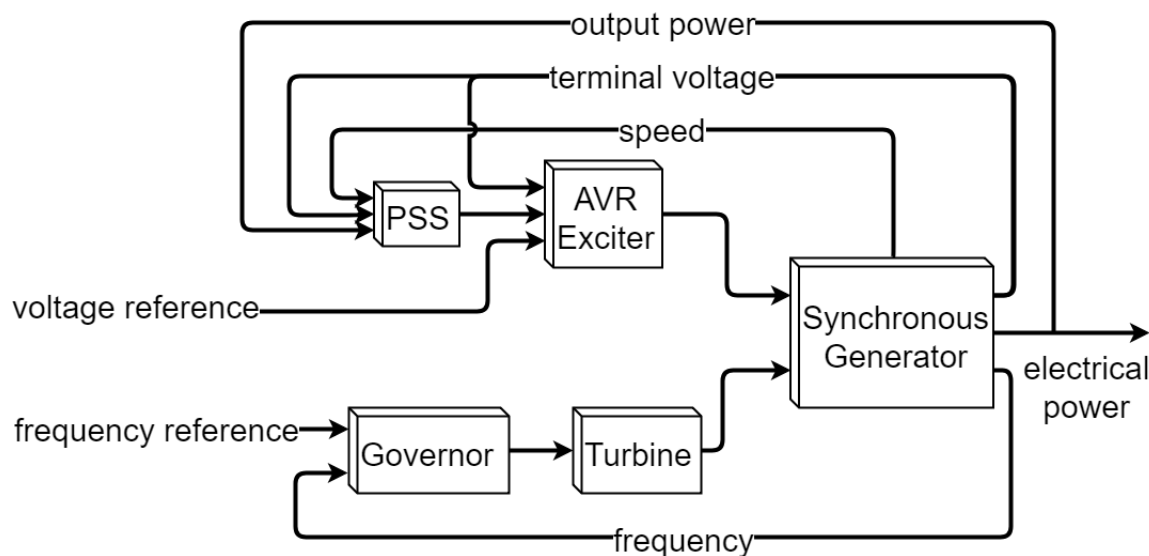 output power
terminal voltage
speed
AVR
Exciter
PSS
voltage reference
Synchronous
Generator
electrical
power
frequency reference
Governor
Turbine
frequency